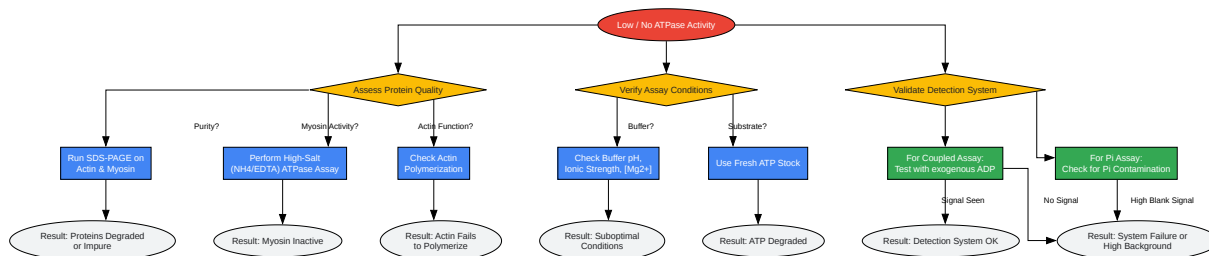 Low / No ATPase Activity
Assess Protein Quality
Verify Assay Conditions
Validate Detection System
Purity?
Myosin Activity?
Actin Function?
Buffer?
Substrate?
Run SDS-PAGE on
Actin & Myosin
Perform High-Salt
(NH4/EDTA) ATPase Assay
Check Actin
Polymerization
Check Buffer pH,
Ionic Strength, [Mg2+]
Use Fresh ATP Stock
For Coupled Assay:
Test with exogenous ADP
For Pi Assay:
Check for Pi Contamination
Signal Seen
No Signal
High Blank Signal
Result: Proteins Degraded
or Impure
Result: Myosin Inactive
Result: Actin Fails
to Polymerize
Result: Suboptimal
Conditions
Result: ATP Degraded
Result: Detection System OK
Result: System Failure or
High Background